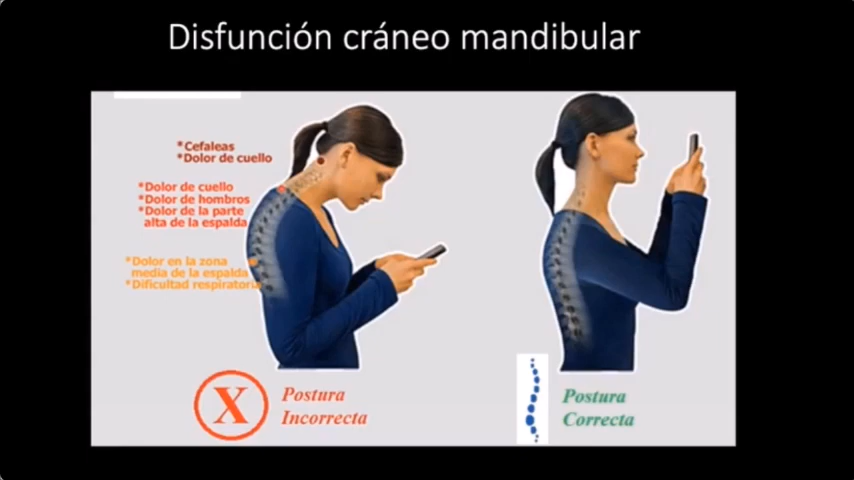 Disfunción cráneo mandibular
*Cefaleas
*Dolor de cuello
*Dolor de cuello
*Dolor de hombros
*Dolor de la parte
alta de la espalda
*Dolor en la zona
media de la espalda
*Dificultad respiratoria
X
Postura
Incorrecta
Postura
Correcta